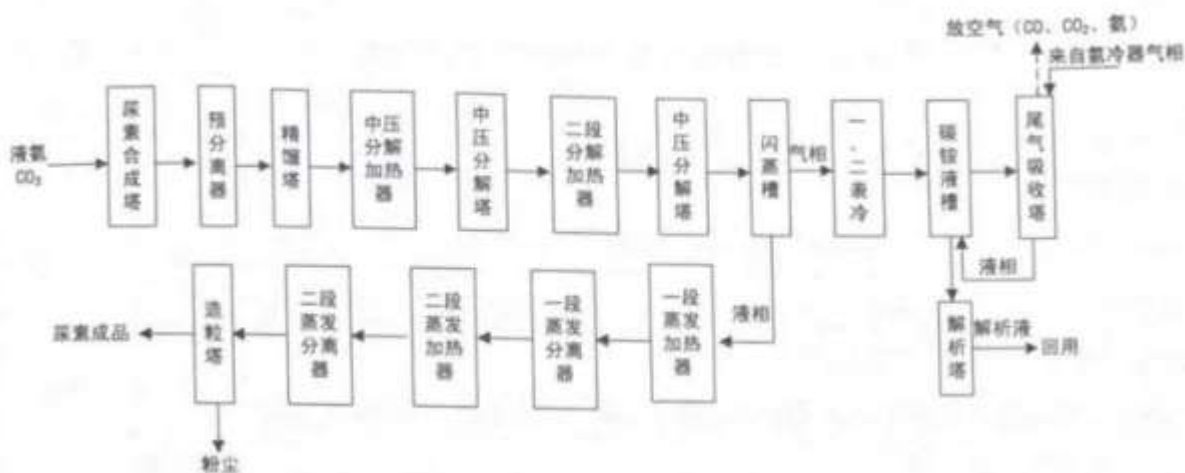 放空气（CO、CO₂、氨）
来自氨冷器气相
液氨
CO₂
尿素合成塔
预分离器
精馏塔
中压分解加热器
中压分解塔
二段分解加热器
中压分解塔
闪蒸槽
气相
一、二表冷
碳铵液槽
尾气吸收塔
液相
尿素成品
造粒塔
二段蒸发分离器
二段蒸发加热器
一段蒸发分离器
一段蒸发加热器
液相
解析塔
解析液
回用
粉尘